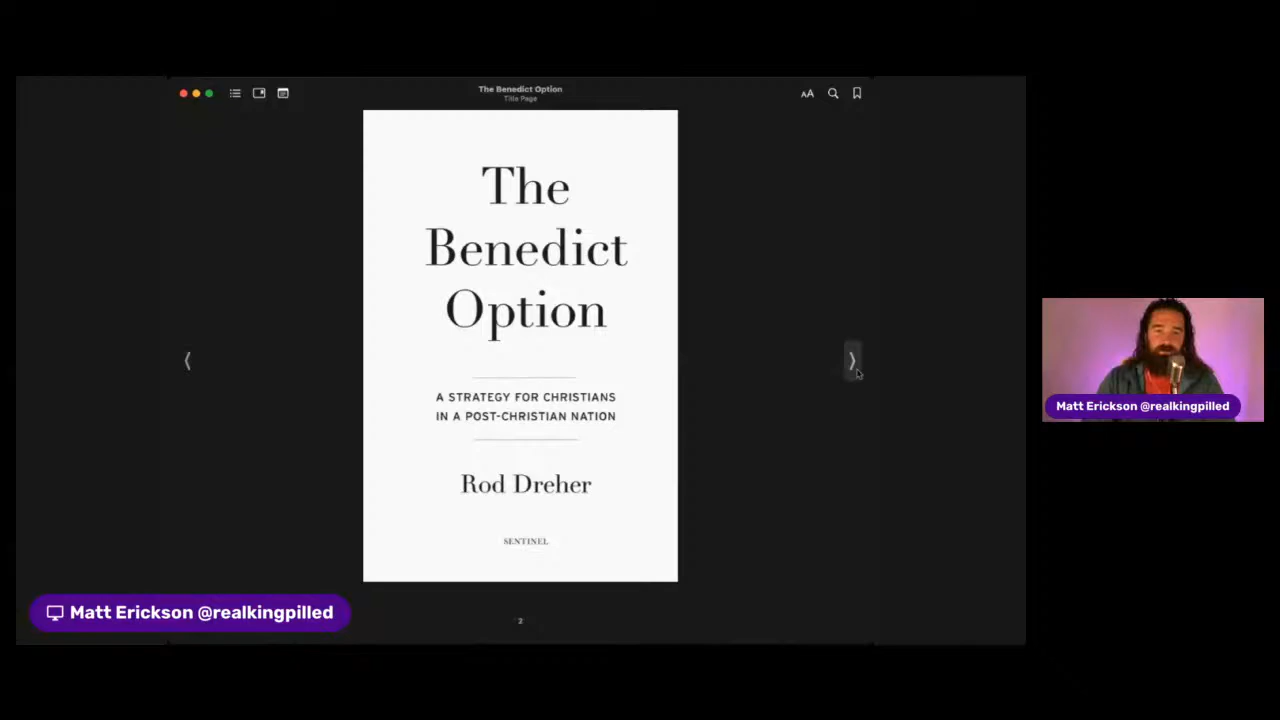 The Benedict Option
Title Page
AA
The
Benedict
Option
A STRATEGY FOR CHRISTIANS
IN A POST-CHRISTIAN NATION
Rod Dreher
SENTINEL
2
Matt Erickson @realkingpilled
Matt Erickson @realkingpilled